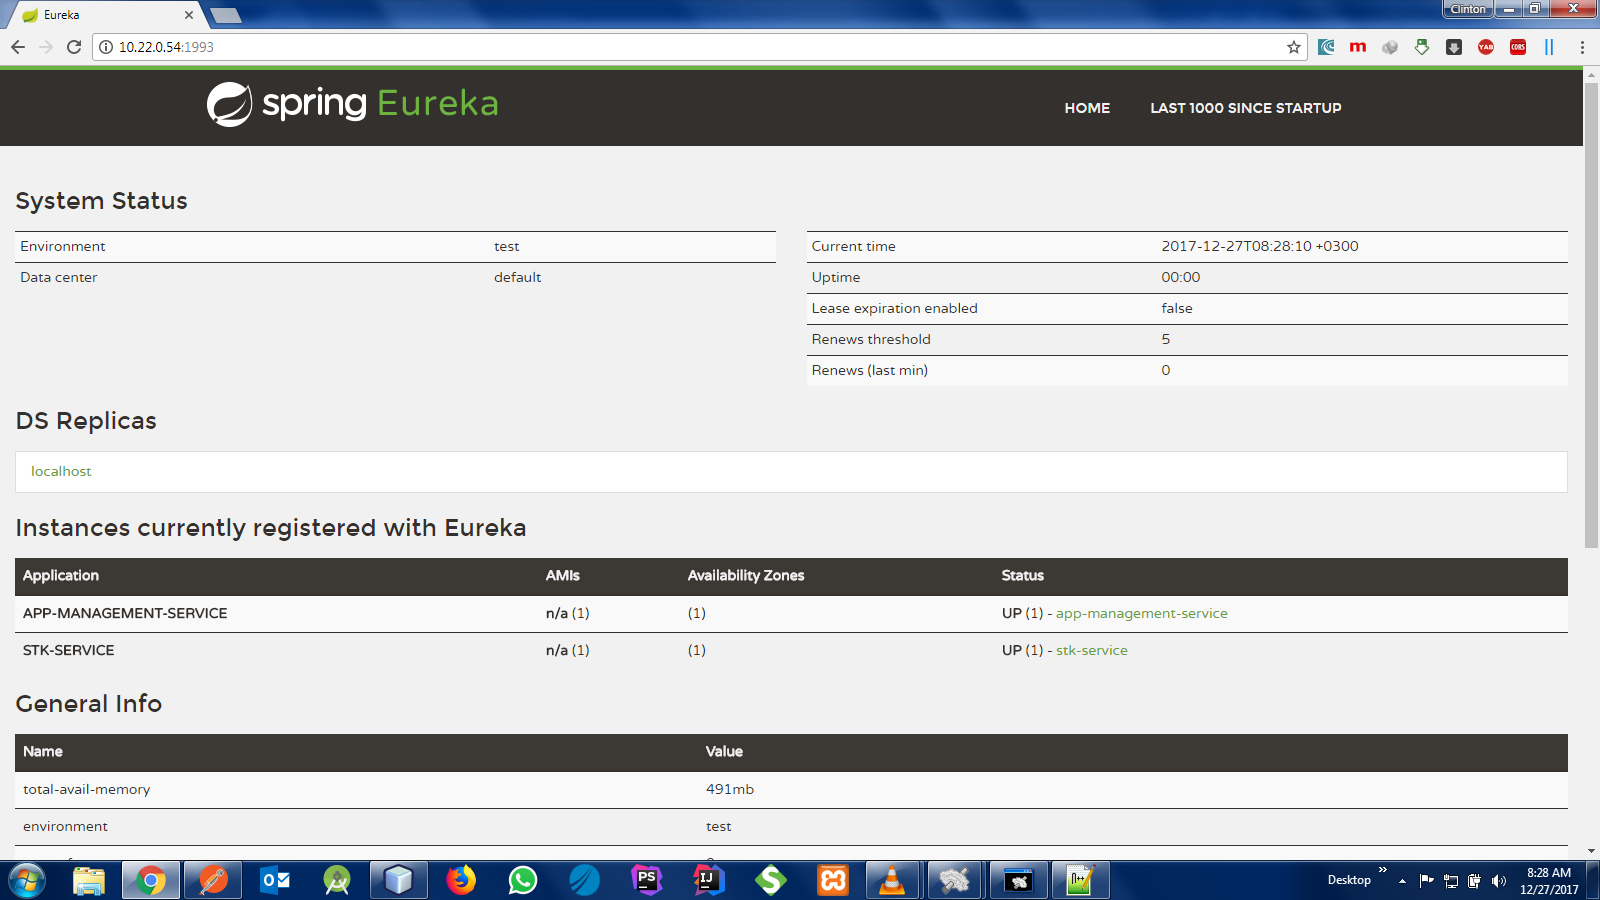 Eureka
Clinton
10.22.0.54:1993
spring Eureka
HOME
LAST 1000 SINCE STARTUP
System Status
Environment test
Data center default
Current time 2017-12-27T08:28:10 +0300
Uptime 00:00
Lease expiration enabled false
Renews threshold 5
Renews (last min) 0
DS Replicas
localhost
Instances currently registered with Eureka
Application AMIs Availability Zones Status
APP-MANAGEMENT-SERVICE n/a (1) (1) UP (1) - app-management-service
STK-SERVICE n/a (1) (1) UP (1) - stk-service
General Info
Name Value
total-avail-memory 491mb
environment test
Desktop
8:28 AM
12/27/2017